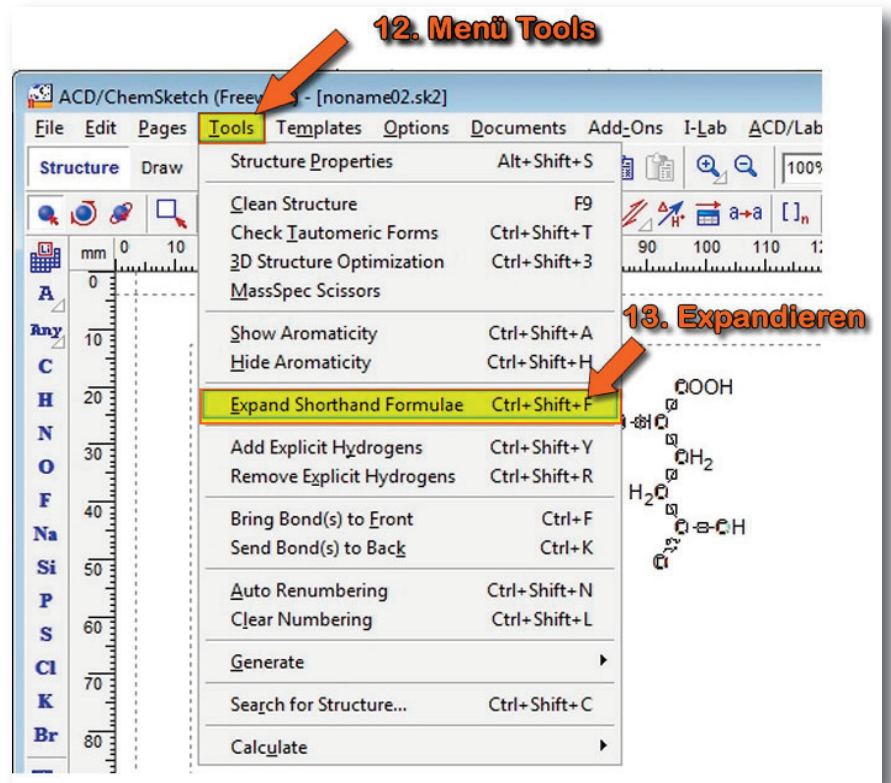 12. Menü Tools
ACD/ChemSketch (Freew ) - [noname02.sk2]
File Edit Pages Tools Templates Options Documents Add-Ons I-Lab ACD/Lab
Structure Draw 100%
mm 0 10 90 100 110
Structure Properties Alt+Shift+S
Clean Structure F9
Check Tautomeric Forms Ctrl+Shift+T
3D Structure Optimization Ctrl+Shift+3
MassSpec Scissors
Show Aromaticity Ctrl+Shift+A
Hide Aromaticity Ctrl+Shift+H
13. Expandieren
Expand Shorthand Formulae Ctrl+Shift+F
Add Explicit Hydrogens Ctrl+Shift+Y
Remove Explicit Hydrogens Ctrl+Shift+R
Bring Bond(s) to Front Ctrl+F
Send Bond(s) to Back Ctrl+K
Auto Renumbering Ctrl+Shift+N
Clear Numbering Ctrl+Shift+L
Generate
Search for Structure... Ctrl+Shift+C
Calculate
Li
A
Any
C
H
N
O
F
Na
Si
P
S
Cl
K
Br
0
10
20
30
40
50
60
70
80
a→a []n
COOH
CH2
H2C
OH